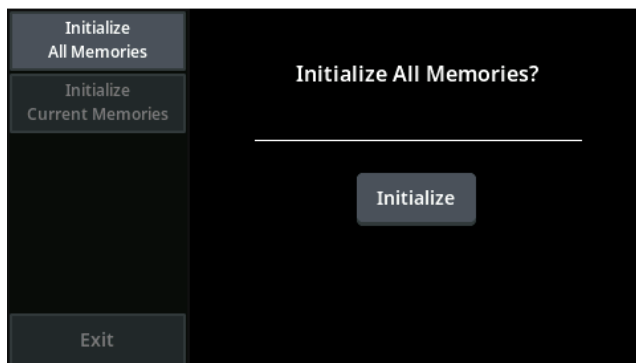 Initialize
All Memories
Initialize
Current Memories
Exit
Initialize All Memories?
Initialize